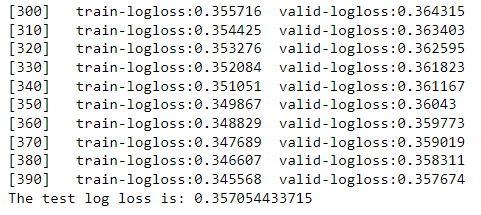 [300] train-logloss:0.355716 valid-logloss:0.364315
[310] train-logloss:0.354425 valid-logloss:0.363403
[320] train-logloss:0.353276 valid-logloss:0.362595
[330] train-logloss:0.352084 valid-logloss:0.361823
[340] train-logloss:0.351051 valid-logloss:0.361167
[350] train-logloss:0.349867 valid-logloss:0.36043
[360] train-logloss:0.348829 valid-logloss:0.359773
[370] train-logloss:0.347689 valid-logloss:0.359019
[380] train-logloss:0.346607 valid-logloss:0.358311
[390] train-logloss:0.345568 valid-logloss:0.357674
The test log loss is: 0.357054433715